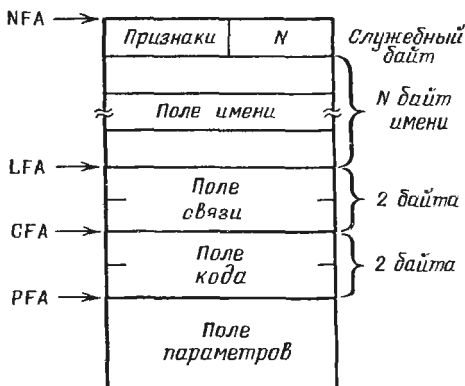 NFA
Признаки N Служебный
байт
N байт
имени
Поле имени
LFA
Поле
связи
2 байта
CFA
Поле
кода
2 байта
PFA
Поле
параметров